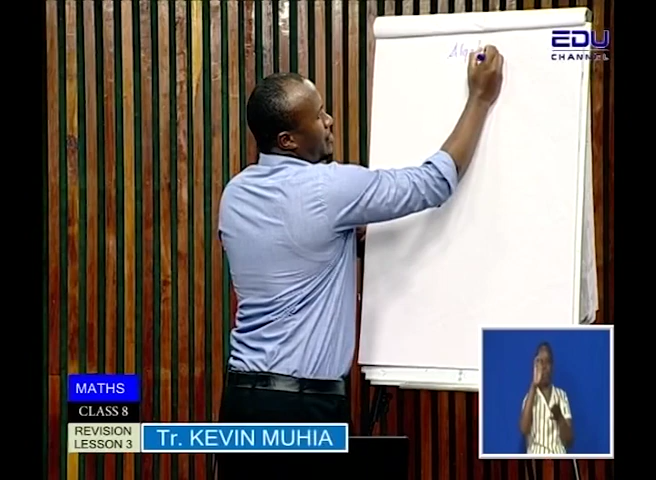 EDU
CHANNEL
MATHS
CLASS 8
REVISION
LESSON 3
Tr. KEVIN MUHIA